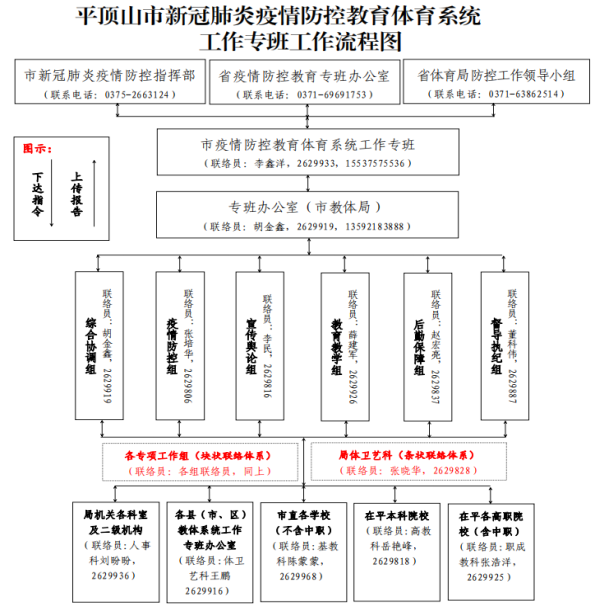 平顶山市新冠肺炎疫情防控教育体育系统
工作专班工作流程图
市新冠肺炎疫情防控指挥部
（联系电话：0375-2663124）
省疫情防控教育专班办公室
（联系电话：0371-69691753）
省体育局防控工作领导小组
（联系电话：0371-63862514）
图示：
下达指令
上传报告
市疫情防控教育体育系统工作专班
（联络员：李鑫洋，2629933，15537575536）
专班办公室（市教体局）
（联络员：胡金鑫，2629919，13592183888）
综合协调组
联络员：胡金鑫，2629919
疫情防控组
联络员：张培华，2629806
宣传舆论组
联络员：李民，2629816
教育教学组
联络员：薛建军，2629926
后勤保障组
联络员：赵宏亮，2629837
督导执纪组
联络员：董科伟，2629887
各专项工作组（块状联络体系）
（联络员：各组联络员，同上）
局体卫艺科（条状联络体系）
（联络员：张晓华，2629828）
局机关各科室
及二级机构
（联络员:人事
科刘盼盼，
2629936）
各县（市、区）
教体系统工作
专班办公室
（联络员：体卫
艺科王鹏
2629916）
市直各学校
(不含中职)
（联络员：基教
科陈蒙蒙，
2629968）
在平本科院校
（联络员：高教
科岳艳峰，
2629818）
在平各高职院
校（含中职）
（联络员：职成
教科张浩洋，
2629925）